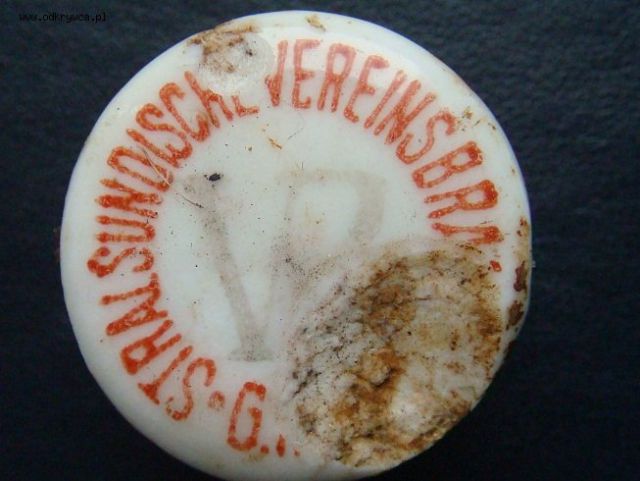 www.odkrywca.pl
STRALSUNDISCHE VEREINSBRA
G.
V